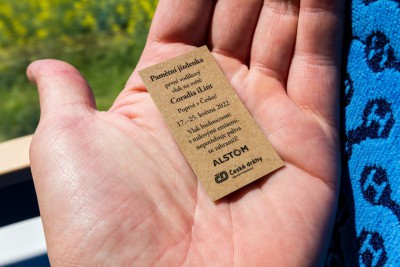 Pamětní jízdenka
první vodíkový
vlak na světě
Coradia iLint
Poprvé v Česku!
17.–25. května 2022
Vlak budoucnosti
s nulovými emisemi,
nepotřebuje paliva
ze zahraničí!
ALSTOM
České dráhy